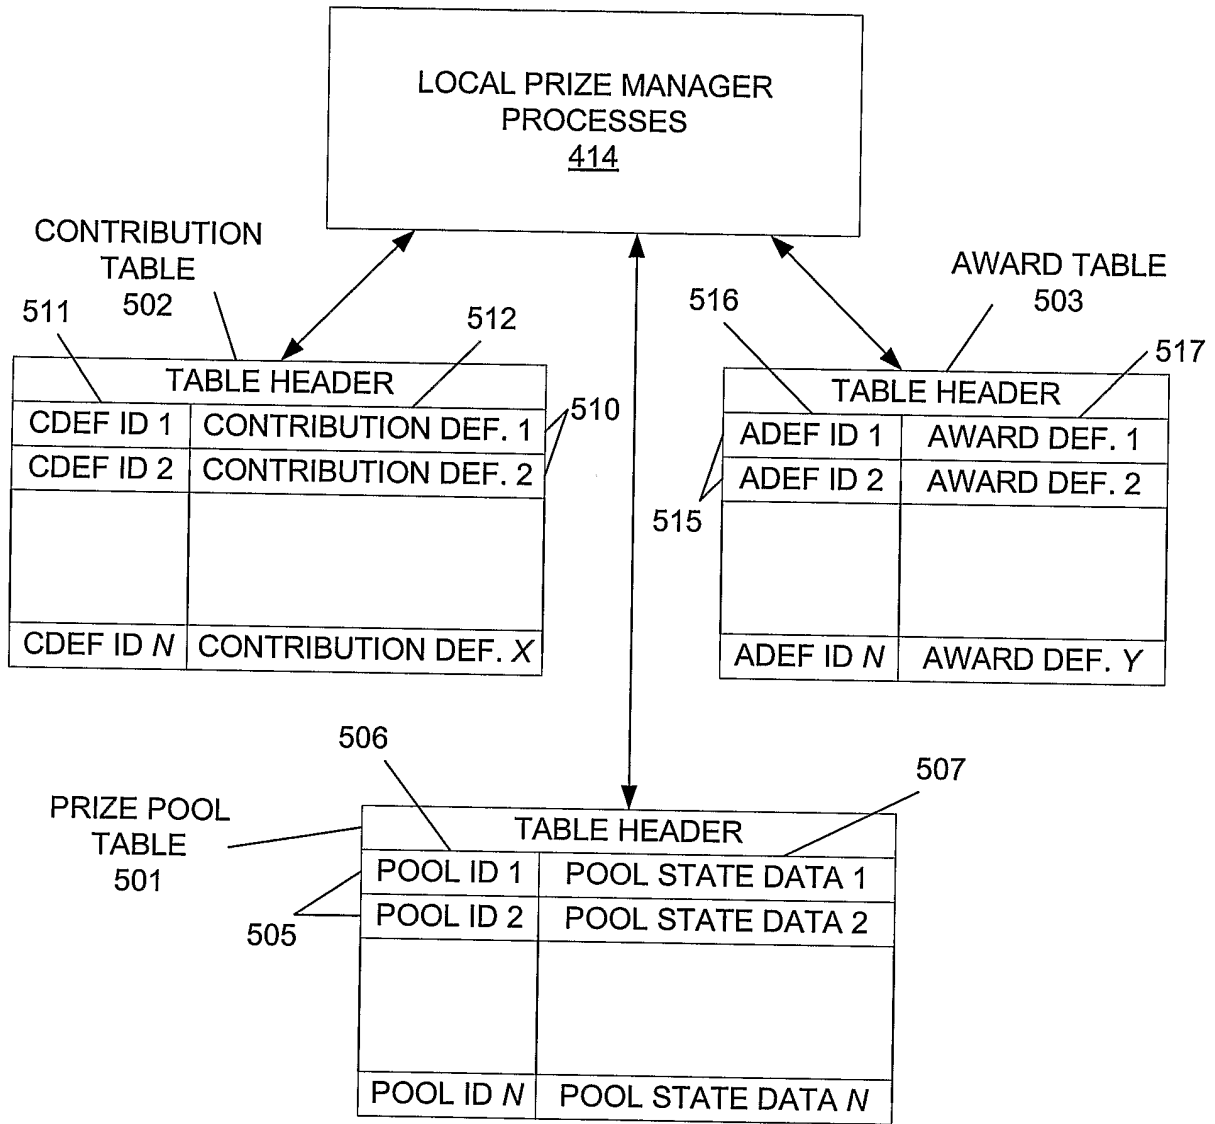 LOCAL PRIZE MANAGER
PROCESSES
414
CONTRIBUTION
TABLE
502
511
512
510
TABLE HEADER
CDEF ID 1 CONTRIBUTION DEF. 1
CDEF ID 2 CONTRIBUTION DEF. 2
CDEF ID N CONTRIBUTION DEF. X
AWARD TABLE
503
516
517
515
TABLE HEADER
ADEF ID 1 AWARD DEF. 1
ADEF ID 2 AWARD DEF. 2
ADEF ID N AWARD DEF. Y
506
507
PRIZE POOL
TABLE
501
505
TABLE HEADER
POOL ID 1 POOL STATE DATA 1
POOL ID 2 POOL STATE DATA 2
POOL ID N POOL STATE DATA N